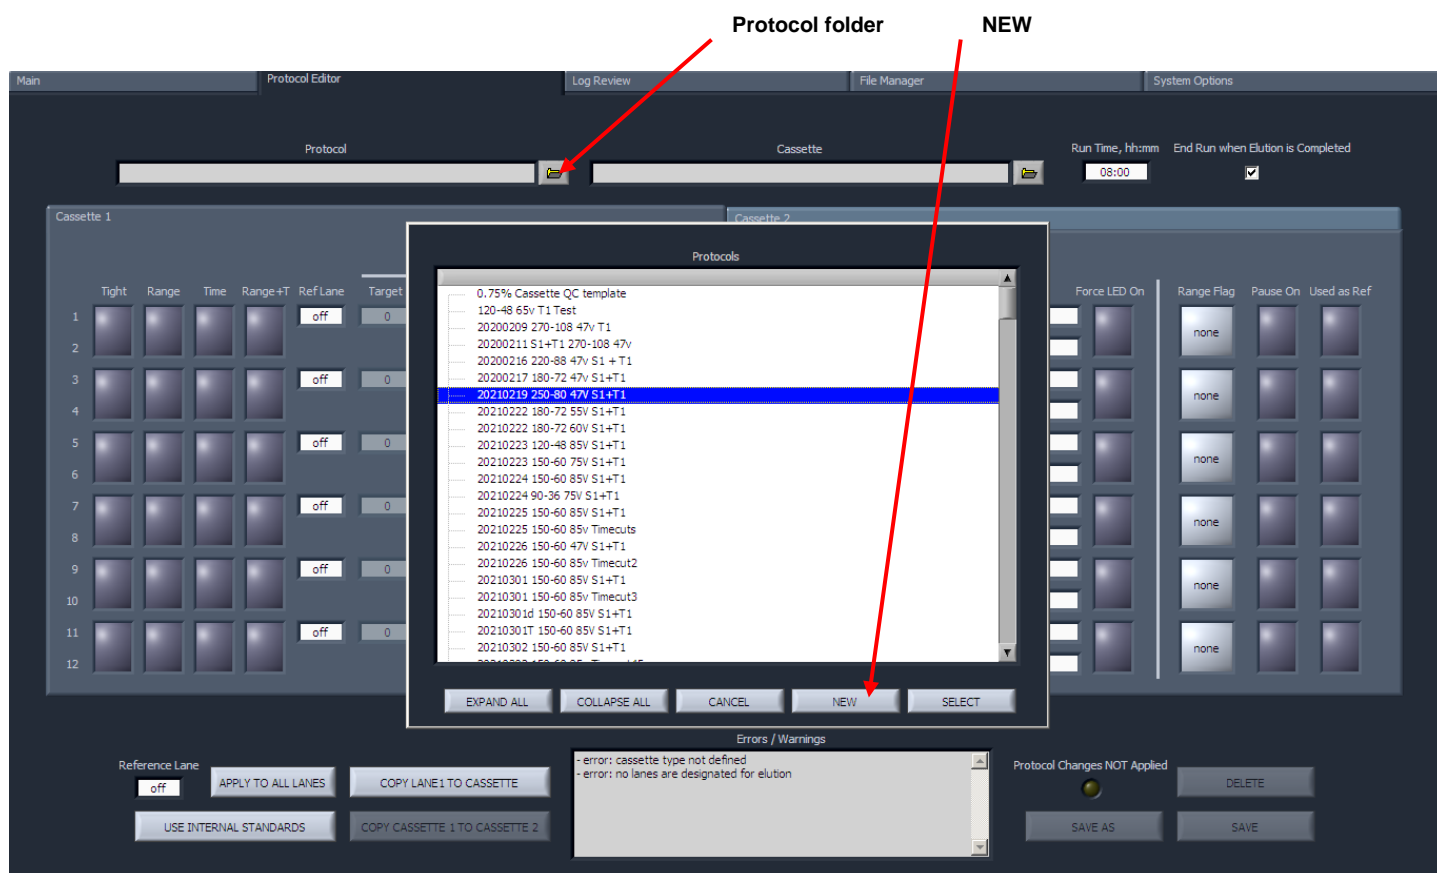 Protocol folder NEW
Main Protocol Editor Log Review File Manager System Options
Protocol Cassette Run Time, hh:mm End Run when Elution is Completed
08:00
Cassette 1 Cassette 2
Protocols
Tight Range Time Range+T Ref Lane Target Force LED On Range Flag Pause On Used as Ref
0.75% Cassette QC template
120-48 65v T1 Test
20200209 270-108 47v T1
20200211 S1+T1 270-108 47v
20200216 220-88 47v S1 + T1
20200217 180-72 47v S1+T1
20210219 250-80 47V S1+T1
20210222 180-72 55V S1+T1
20210222 180-72 60V S1+T1
20210223 120-48 85V S1+T1
20210223 150-60 75V S1+T1
20210224 150-60 85V S1+T1
20210224 90-36 75V S1+T1
20210225 150-60 85V S1+T1
20210225 150-60 85v Timecuts
20210226 150-60 47V S1+T1
20210226 150-60 85v Timecut2
20210301 150-60 85V S1+T1
20210301 150-60 85v Timecut3
20210301d 150-60 85V S1+T1
20210301T 150-60 85V S1+T1
20210302 150-60 85V S1+T1
1 off 0 none
2
3 off 0 none
4
5 off 0 none
6
7 off 0 none
8
9 off 0 none
10
11 off 0 none
12
EXPAND ALL COLLAPSE ALL CANCEL NEW SELECT
Errors / Warnings
- error: cassette type not defined
- error: no lanes are designated for elution
Reference Lane
off APPLY TO ALL LANES COPY LANE1 TO CASSETTE
USE INTERNAL STANDARDS COPY CASSETTE 1 TO CASSETTE 2
Protocol Changes NOT Applied DELETE
SAVE AS SAVE